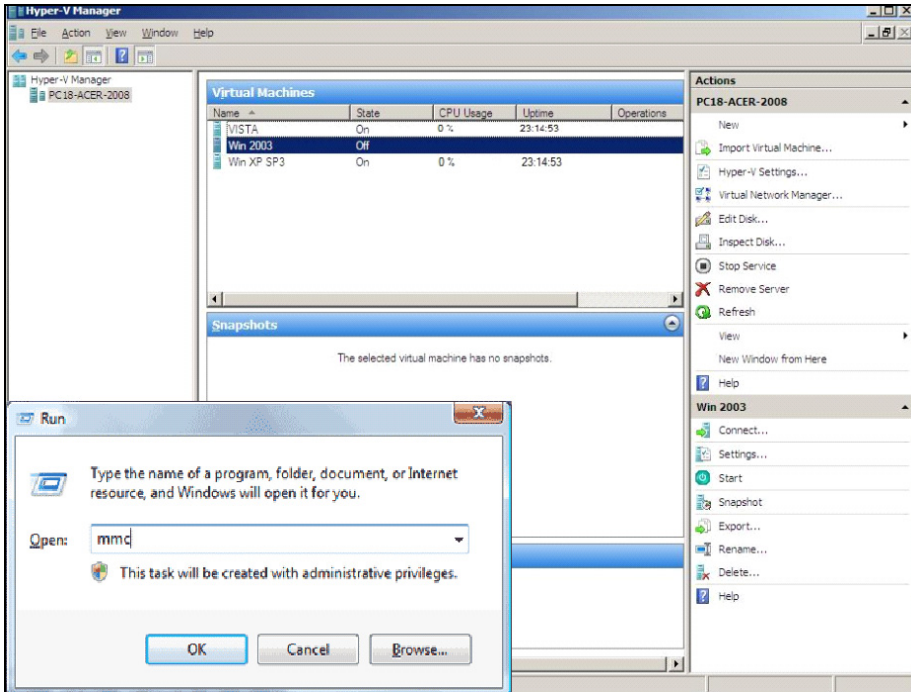 Hyper-V Manager
File Action View Window Help
Hyper-V Manager
PC18-ACER-2008
Virtual Machines
Name State CPU Usage Uptime Operations
VISTA On 0 % 23:14:53
Win 2003 Off
Win XP SP3 On 0 % 23:14:53
Snapshots
The selected virtual machine has no snapshots.
Actions
PC18-ACER-2008
New
Import Virtual Machine...
Hyper-V Settings...
Virtual Network Manager...
Edit Disk...
Inspect Disk...
Stop Service
Remove Server
Refresh
View
New Window from Here
Help
Win 2003
Connect...
Settings...
Start
Snapshot
Export...
Rename...
Delete...
Help
Run
Type the name of a program, folder, document, or Internet
resource, and Windows will open it for you.
Open: mmc
This task will be created with administrative privileges.
OK Cancel Browse...